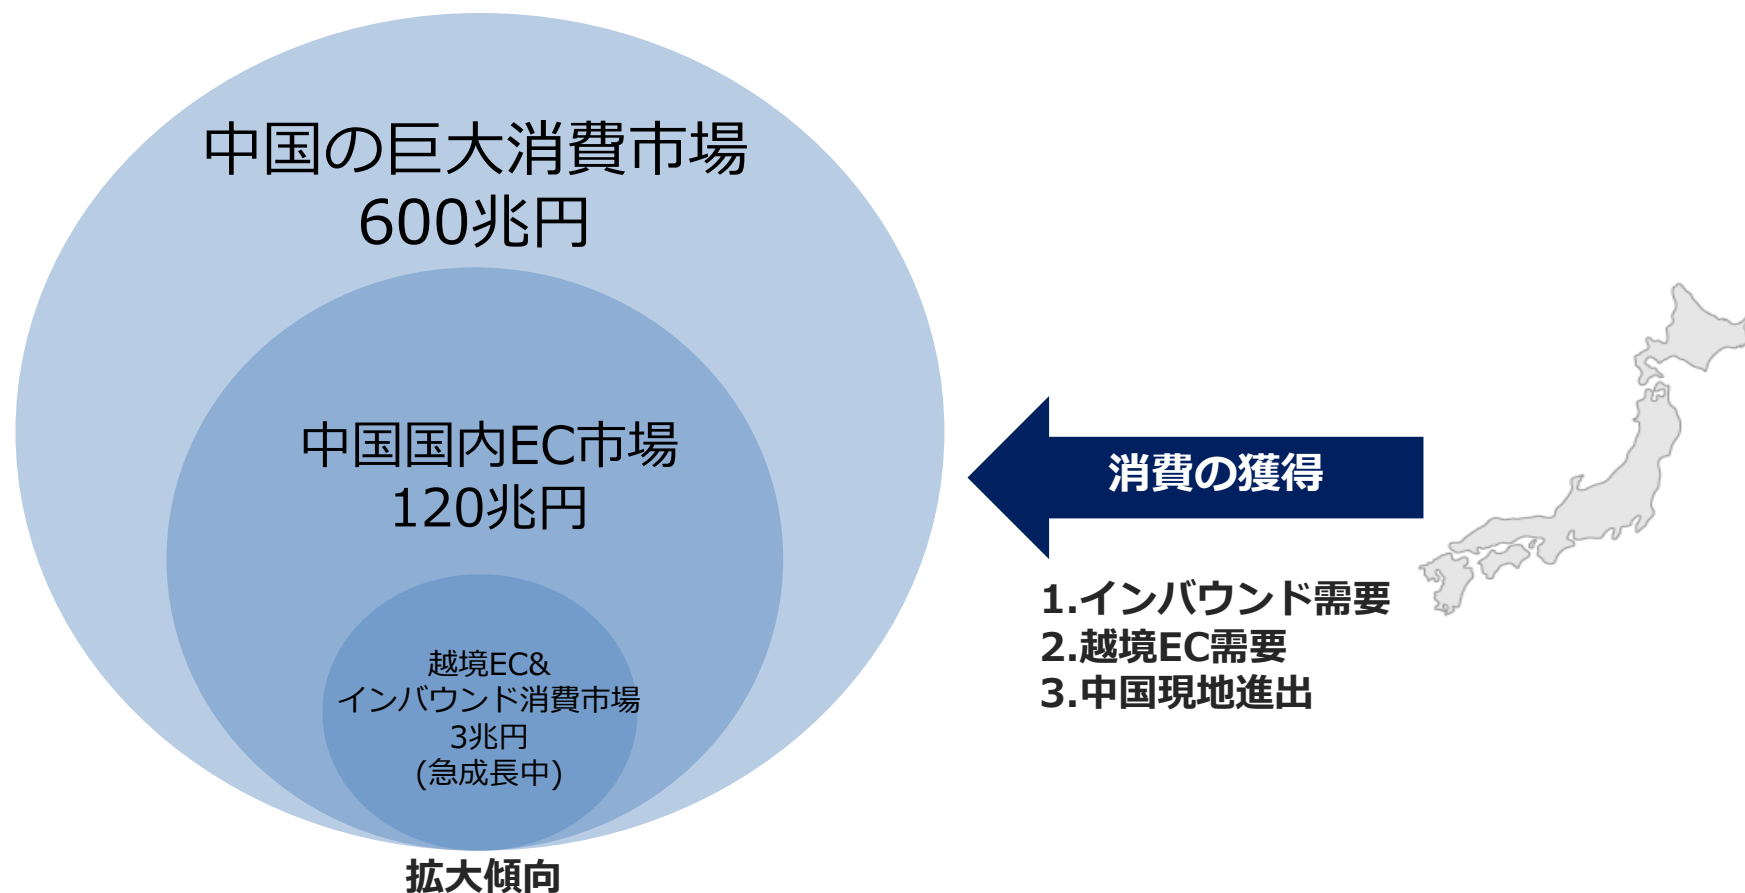 中国の巨大消費市場
600兆円
中国国内EC市場
120兆円
越境EC&
インバウンド消費市場
3兆円
(急成長中)
拡大傾向
消費の獲得
1.インバウンド需要
2.越境EC需要
3.中国現地進出